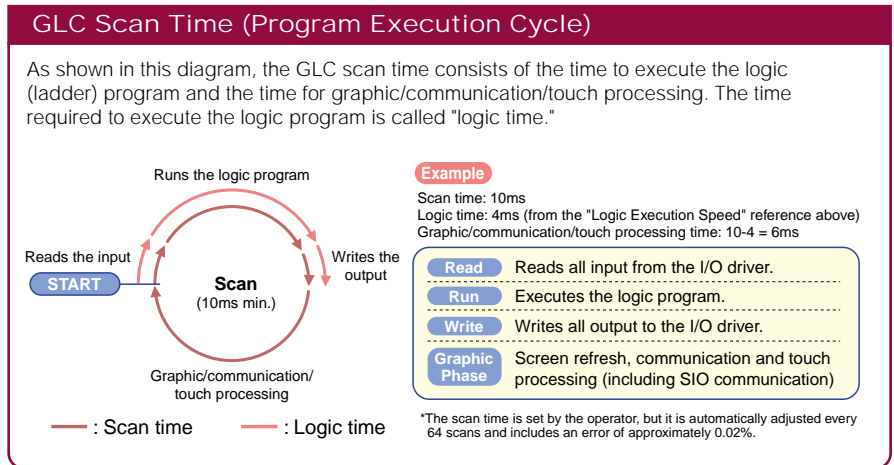 GLC Scan Time (Program Execution Cycle)
As shown in this diagram, the GLC scan time consists of the time to execute the logic
(ladder) program and the time for graphic/communication/touch processing. The time
required to execute the logic program is called "logic time."
Runs the logic program
Reads the input
START
Scan
(10ms min.)
Writes the
output
Graphic/communication/
touch processing
: Scan time
: Logic time
Example
Scan time: 10ms
Logic time: 4ms (from the "Logic Execution Speed" reference above)
Graphic/communication/touch processing time: 10-4 = 6ms
Read Reads all input from the I/O driver.
Run Executes the logic program.
Write Writes all output to the I/O driver.
Graphic Phase Screen refresh, communication and touch
processing (including SIO communication)
*The scan time is set by the operator, but it is automatically adjusted every
64 scans and includes an error of approximately 0.02%.